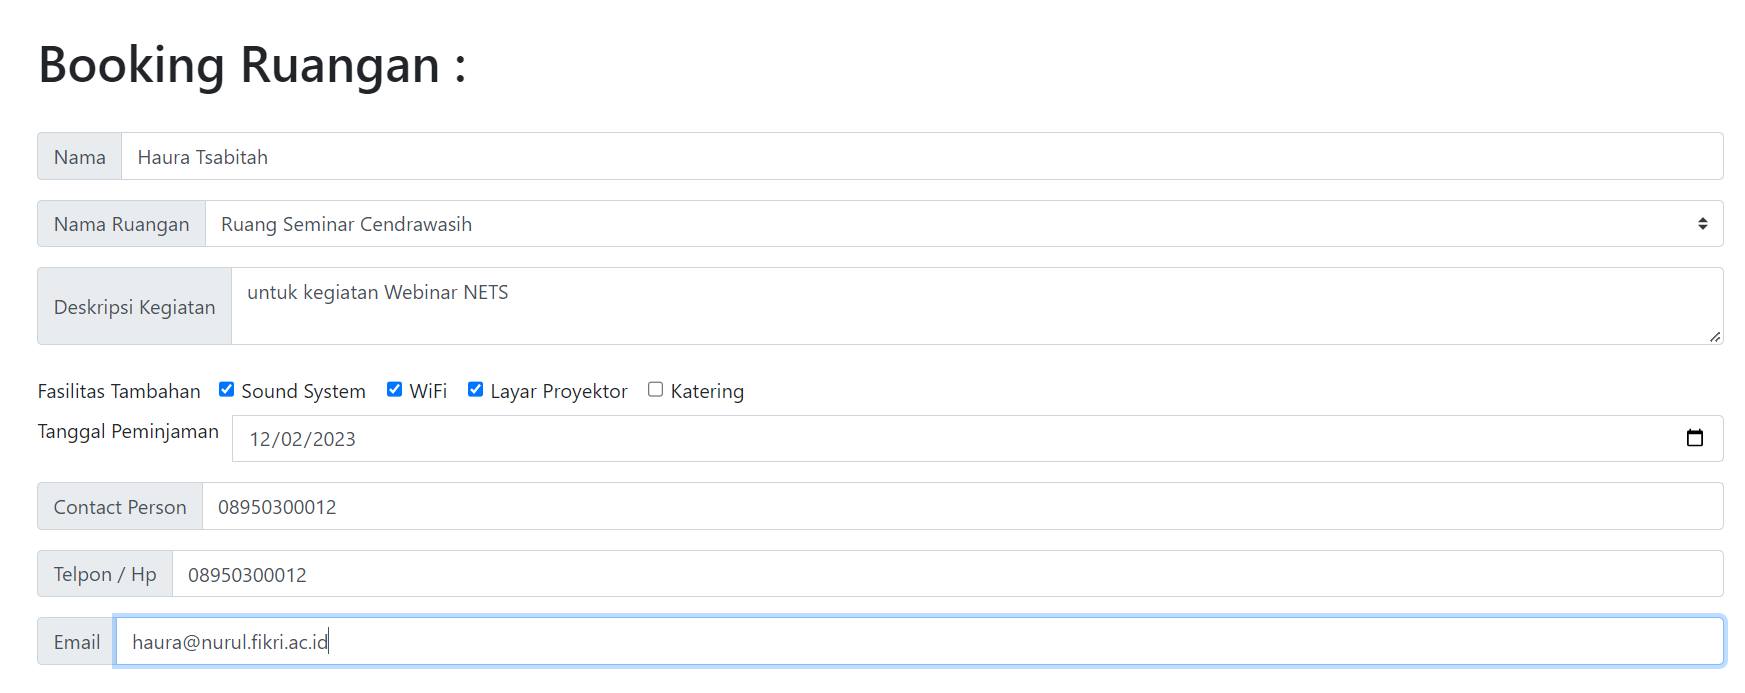 Booking Ruangan :
Nama Haura Tsabitah
Nama Ruangan Ruang Seminar Cendrawasih
Deskripsi Kegiatan untuk kegiatan Webinar NETS
Fasilitas Tambahan Sound System WiFi Layar Proyektor Katering
Tanggal Peminjaman 12/02/2023
Contact Person 08950300012
Telpon / Hp 08950300012
Email haura@nurul.fikri.ac.id